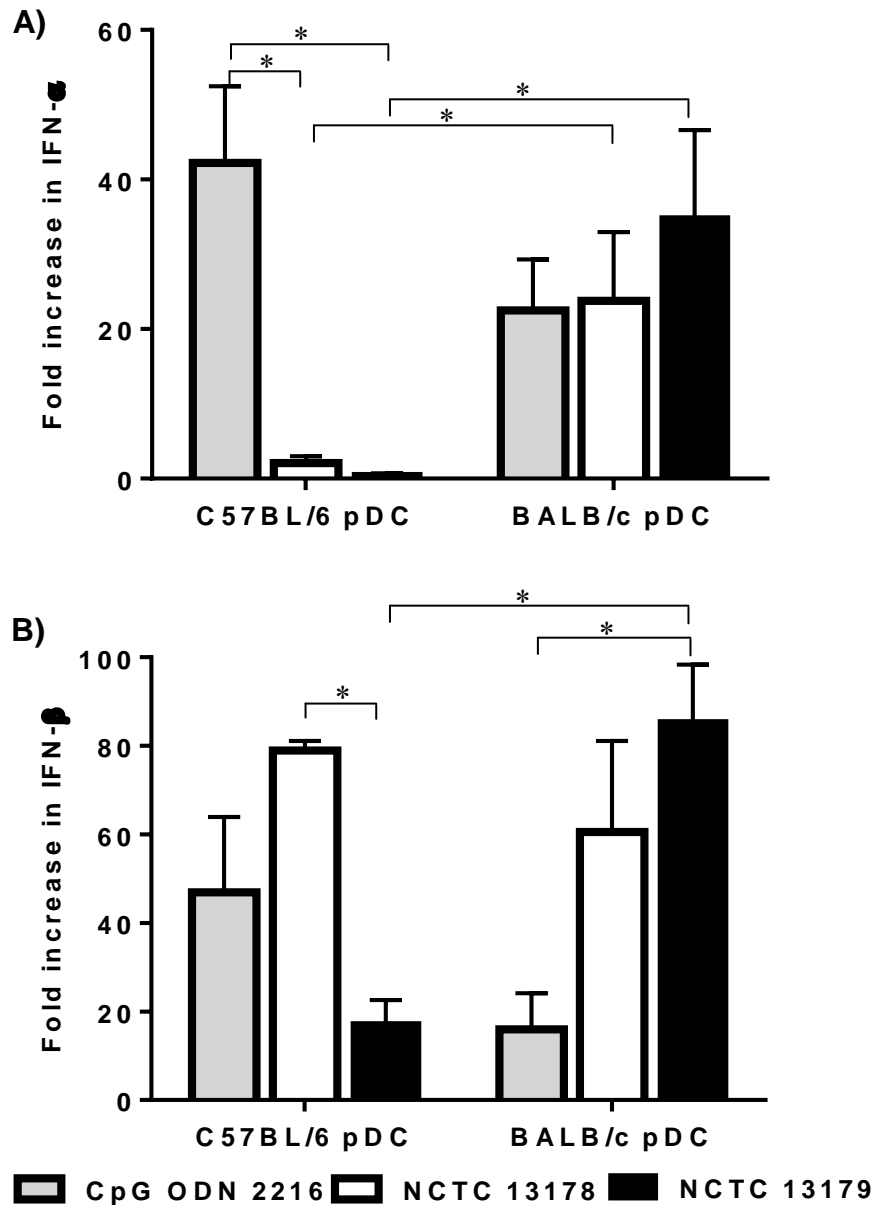 A)
Fold increase in IFN-α
60
40
20
0
*
*
*
*
C57BL/6 pDC BALB/c pDC
B)
Fold increase in IFN-β
100
80
60
40
20
0
*
*
*
C57BL/6 pDC BALB/c pDC
CpG ODN 2216 NCTC 13178 NCTC 13179